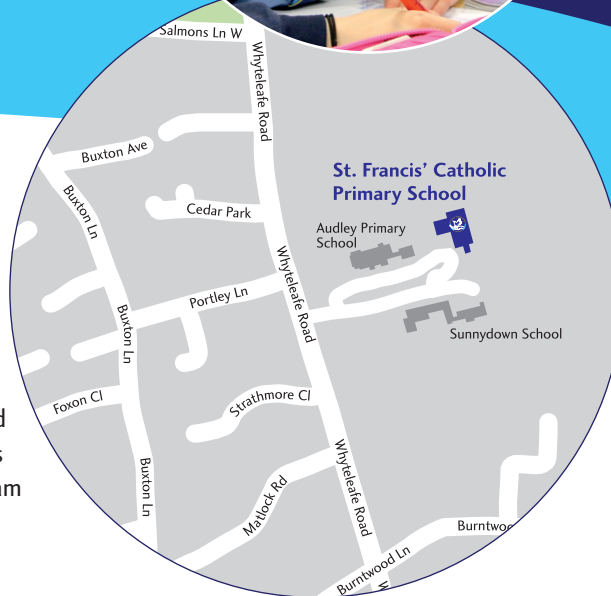 Salmons Ln W
Whyteleafe Road
Buxton Ave
St. Francis’ Catholic
Primary School
Buxton Ln
Cedar Park
Audley Primary
School
Whyteleafe Road
Portley Ln
Buxton Ln
Sunnydown School
Foxon Cl
Strathmore Cl
Whyteleafe Road
Buxton Ln
Matlock Rd
Burntwood Ln